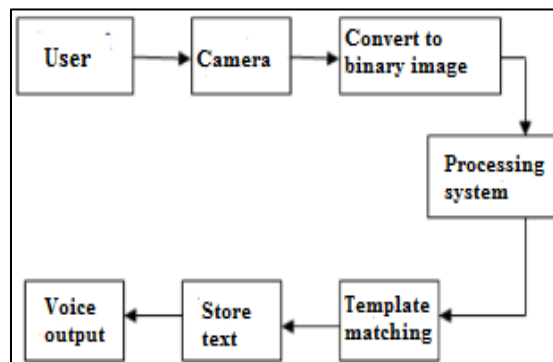 User
Camera
Convert to
binary image
Processing
system
Template
matching
Store
text
Voice
output